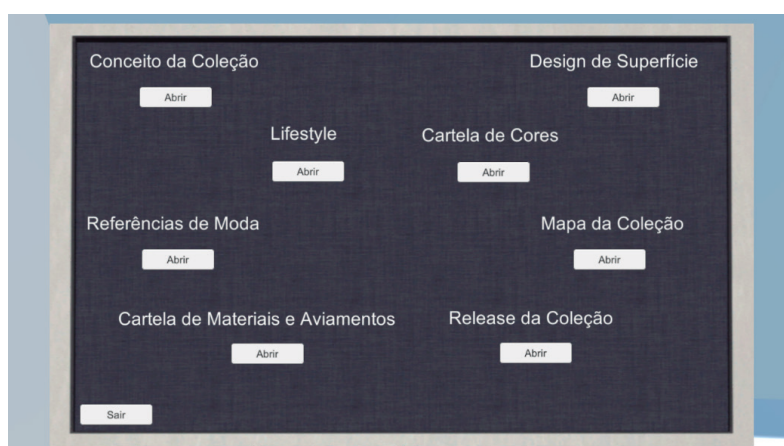 Conceito da Coleção
Design de Superfície
Abrir
Abrir
Lifestyle
Cartela de Cores
Abrir
Abrir
Referências de Moda
Mapa da Coleção
Abrir
Abrir
Cartela de Materiais e Aviamentos
Release da Coleção
Abrir
Abrir
Sair